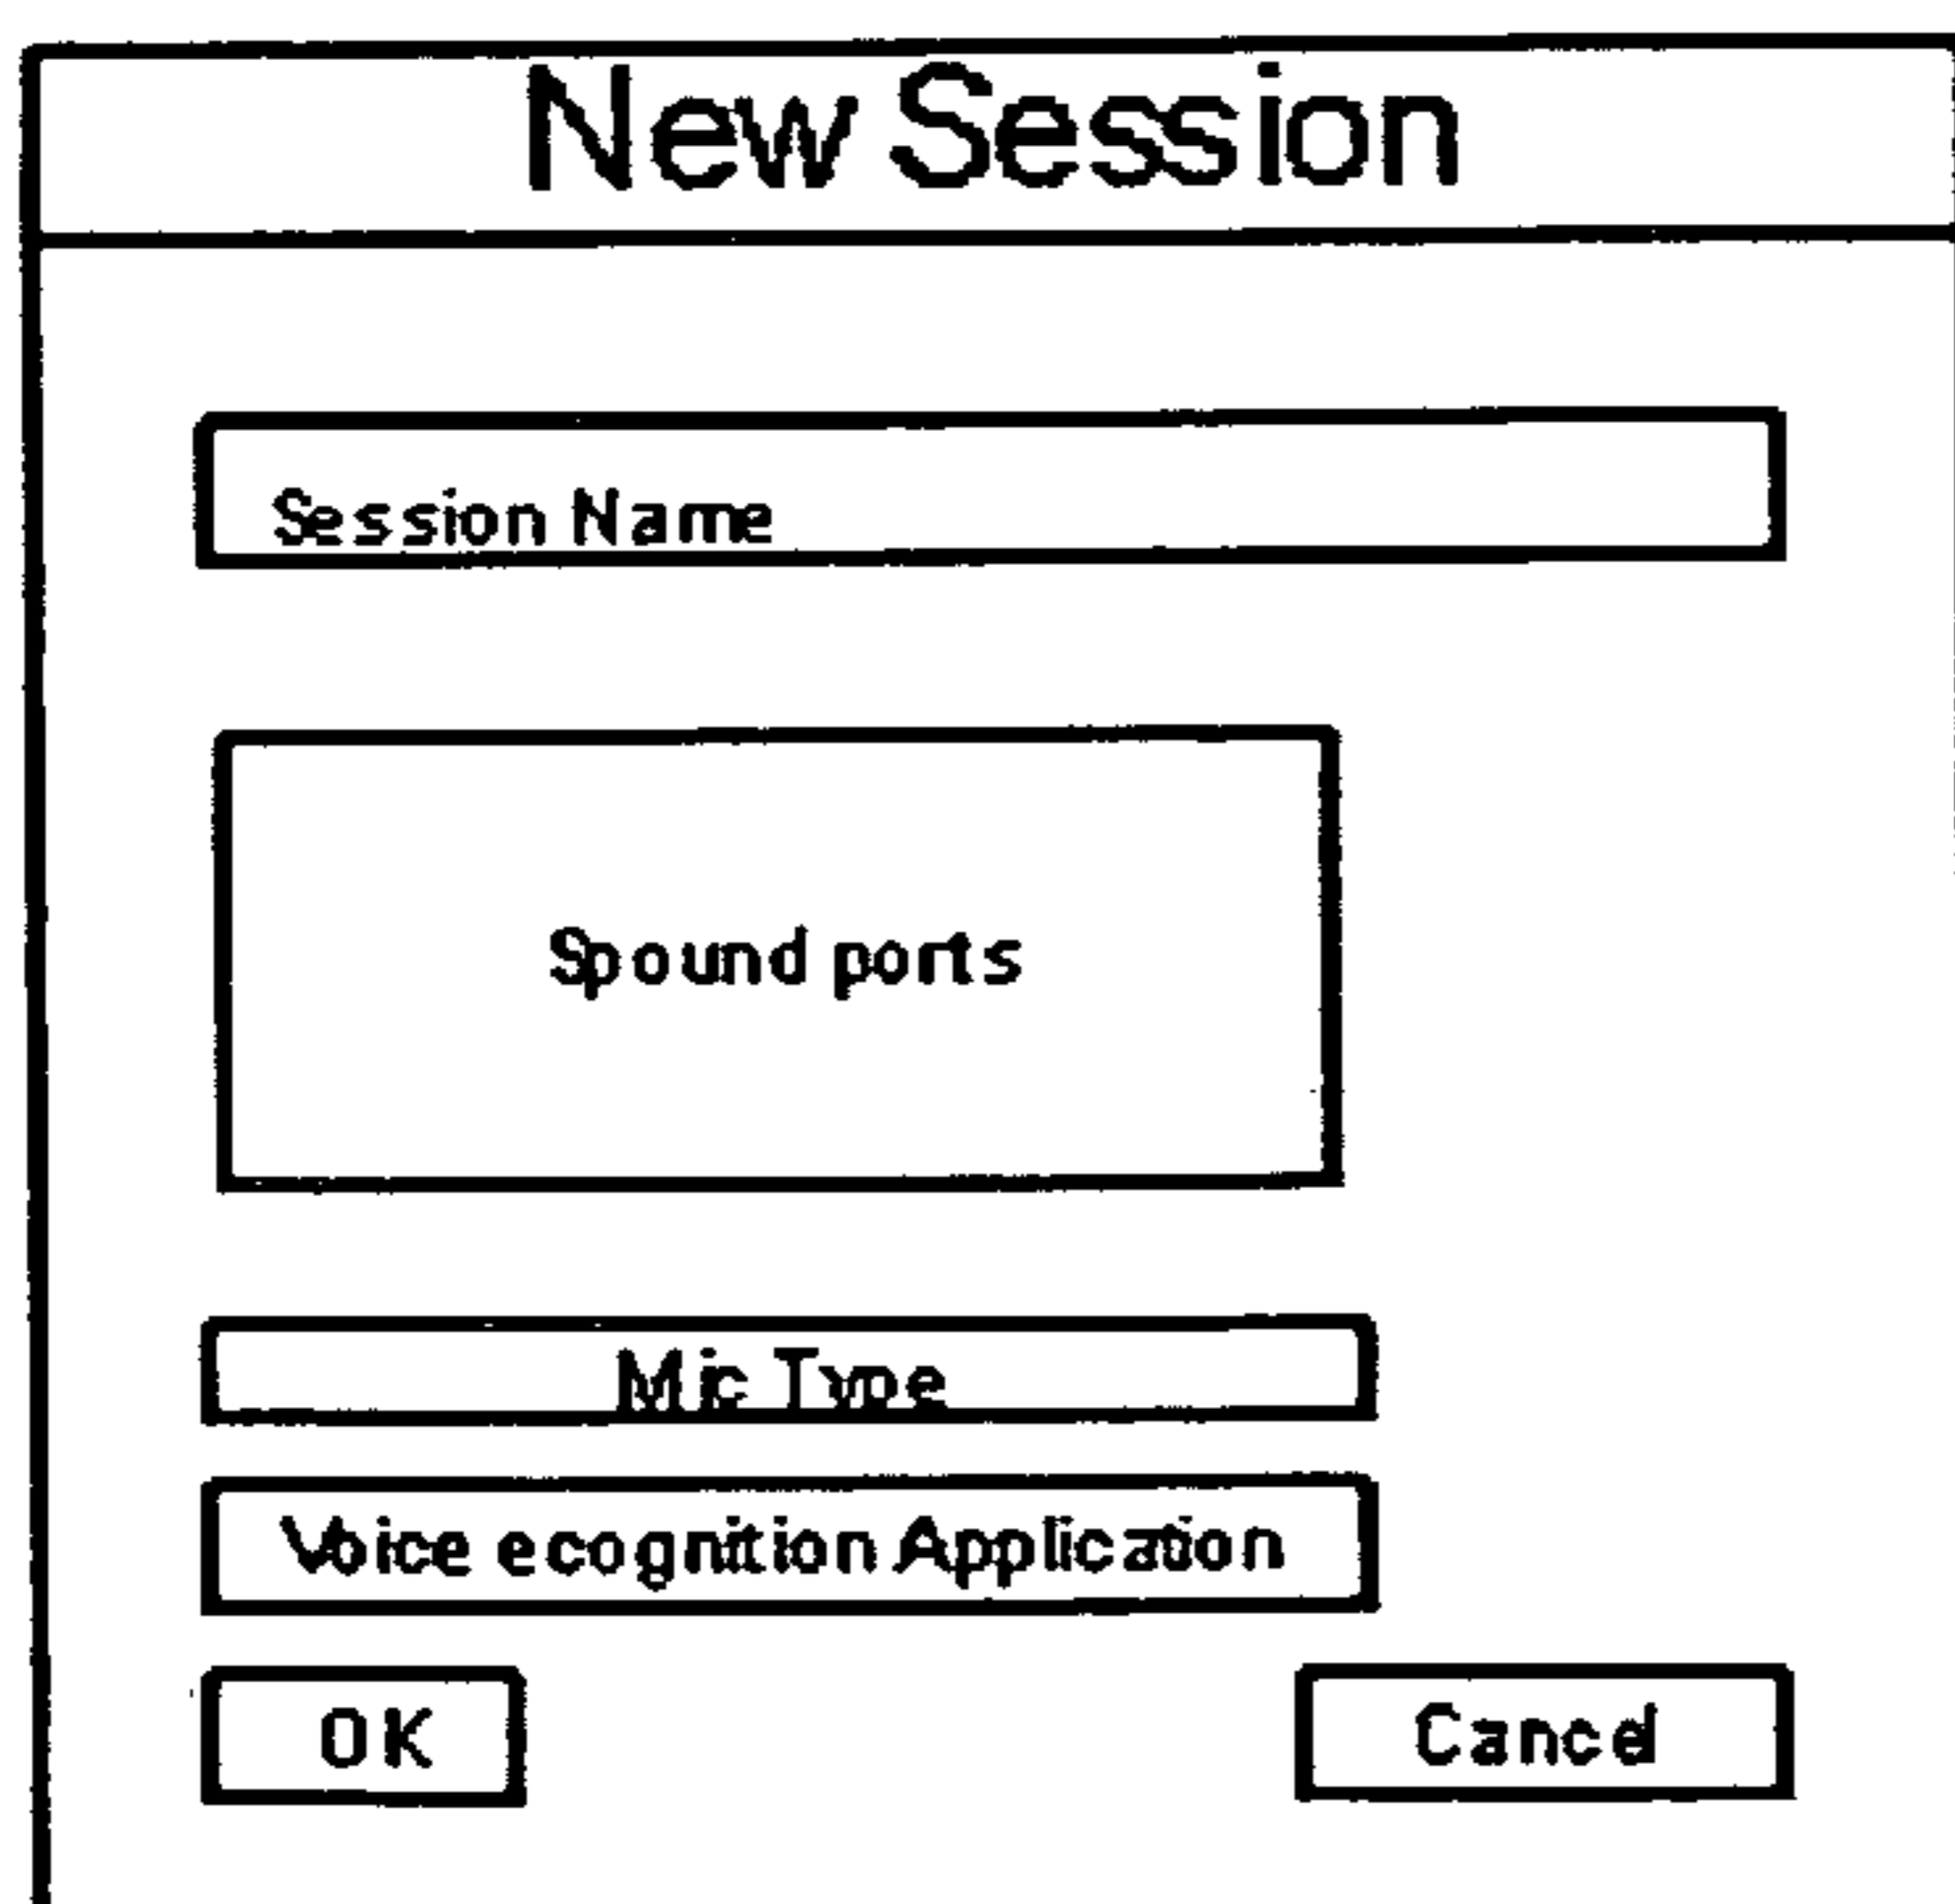 New Session
Session Name
Spound ports
Mic Type
Voice ecognition Application
OK
Cancel